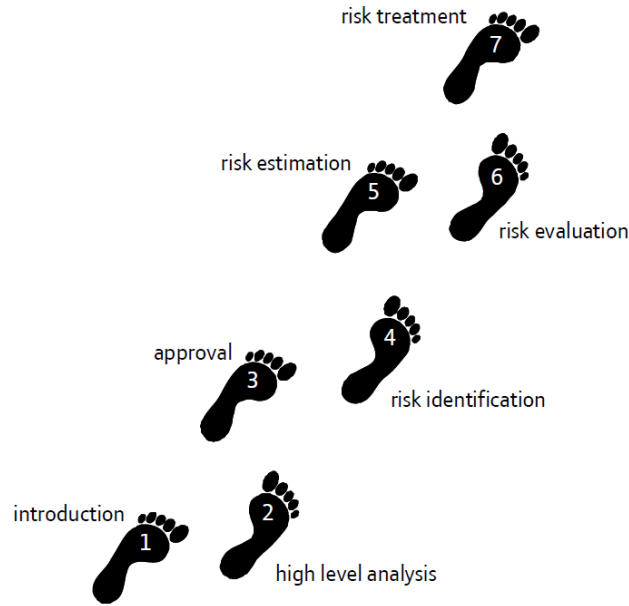 risk treatment
7
risk estimation
5
6
risk evaluation
4
approval
3
risk identification
introduction
2
1
high level analysis